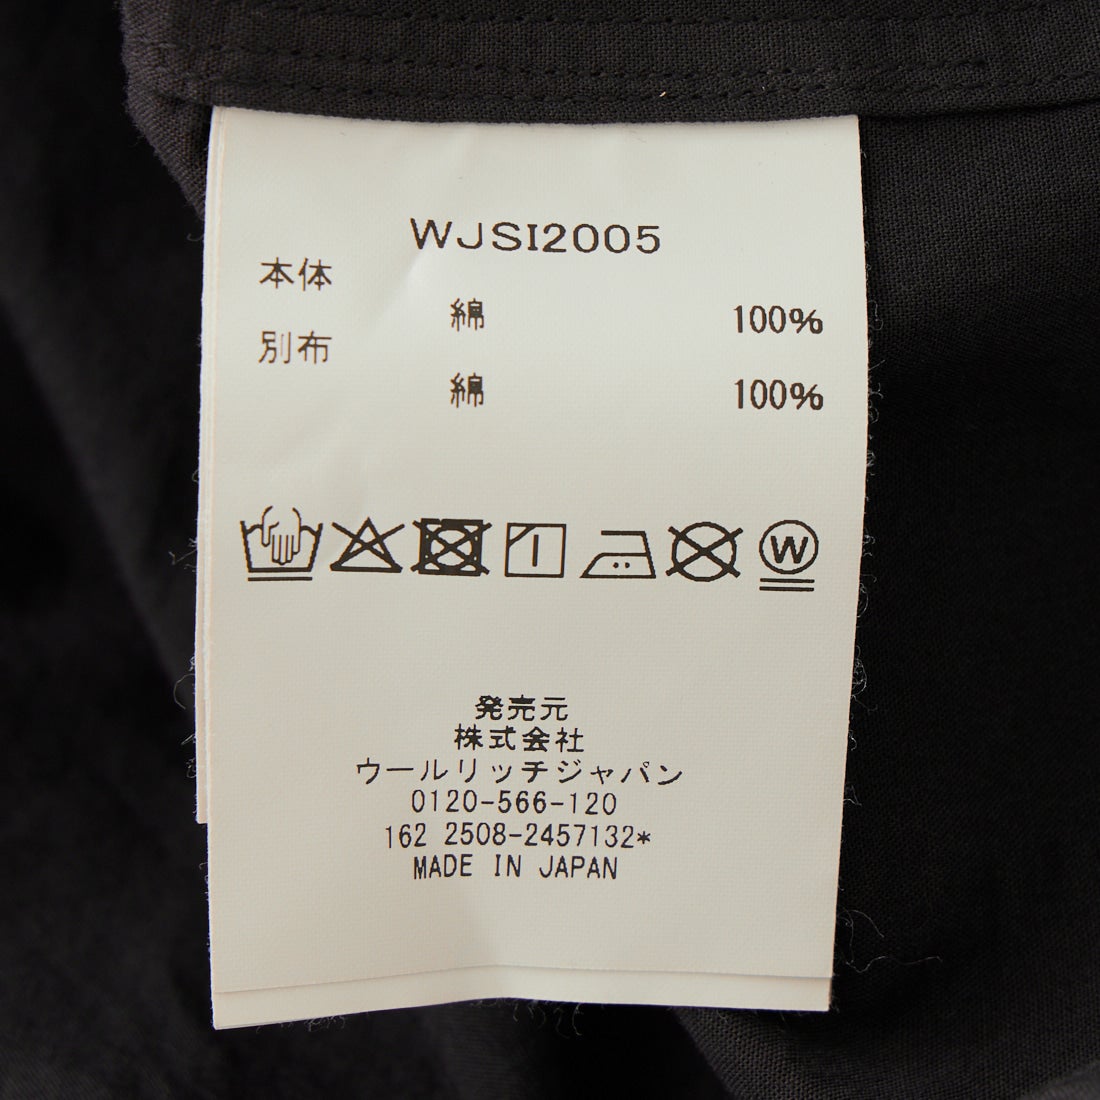 WJSI2005
本体
綿 100%
別布
綿 100%
W
発売元
株式会社
ウールリッチジャパン
0120-566-120
162 2508-2457132*
MADE IN JAPAN